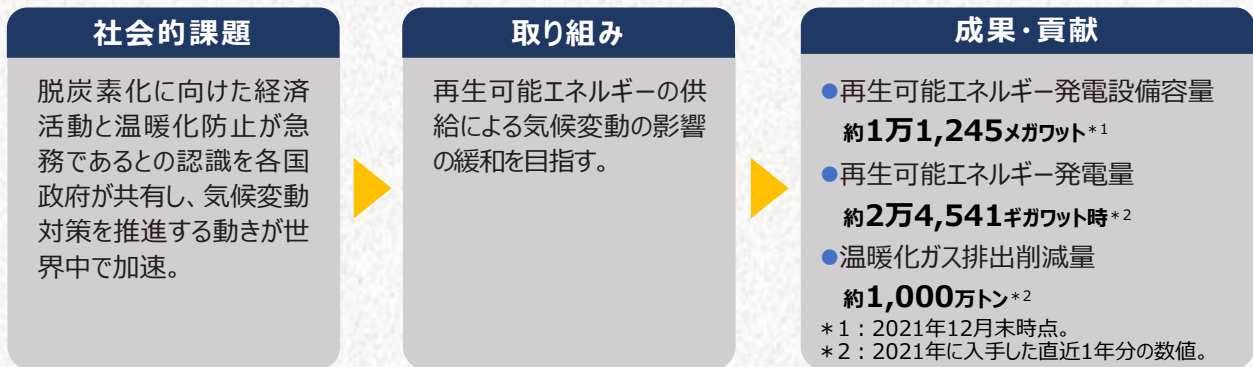 社会的課題
脱炭素化に向けた経済
活動と温暖化防止が急
務であるとの認識を各国
政府が共有し、気候変動
対策を推進する動きが世
界中で加速。
取り組み
再生可能エネルギーの供
給による気候変動の影響
の緩和を目指す。
成果・貢献
●再生可能エネルギー発電設備容量
約1万1,245メガワット*1
●再生可能エネルギー発電量
約2万4,541ギガワット時*2
●温暖化ガス排出削減量
約1,000万トン*2
*1：2021年12月末時点。
*2：2021年に入手した直近1年分の数値。